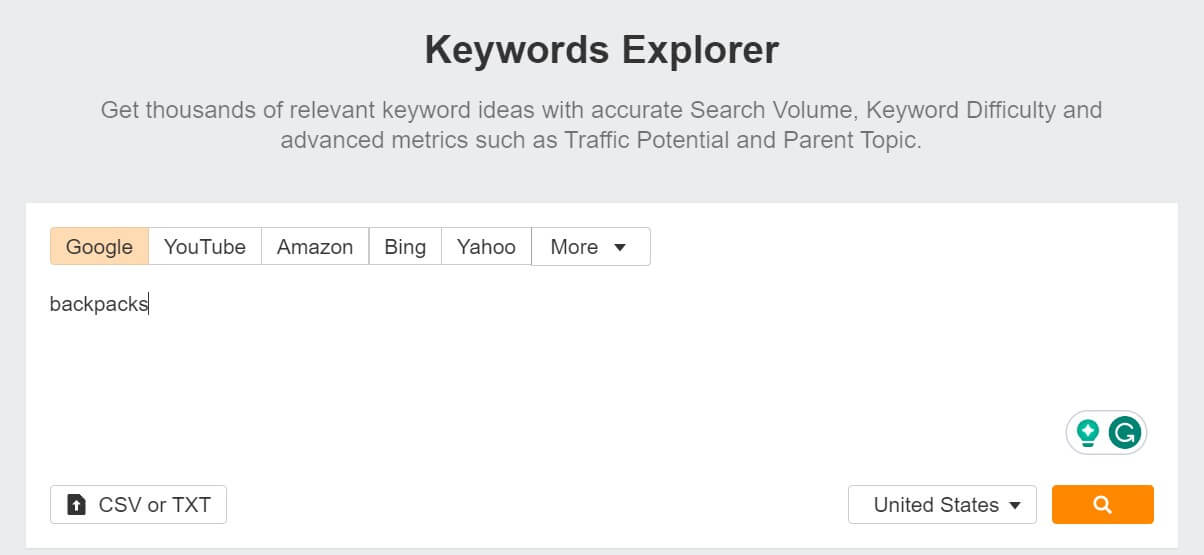 Keywords Explorer
Get thousands of relevant keyword ideas with accurate Search Volume, Keyword Difficulty and
advanced metrics such as Traffic Potential and Parent Topic.
Google YouTube Amazon Bing Yahoo More
backpacks
CSV or TXT United States